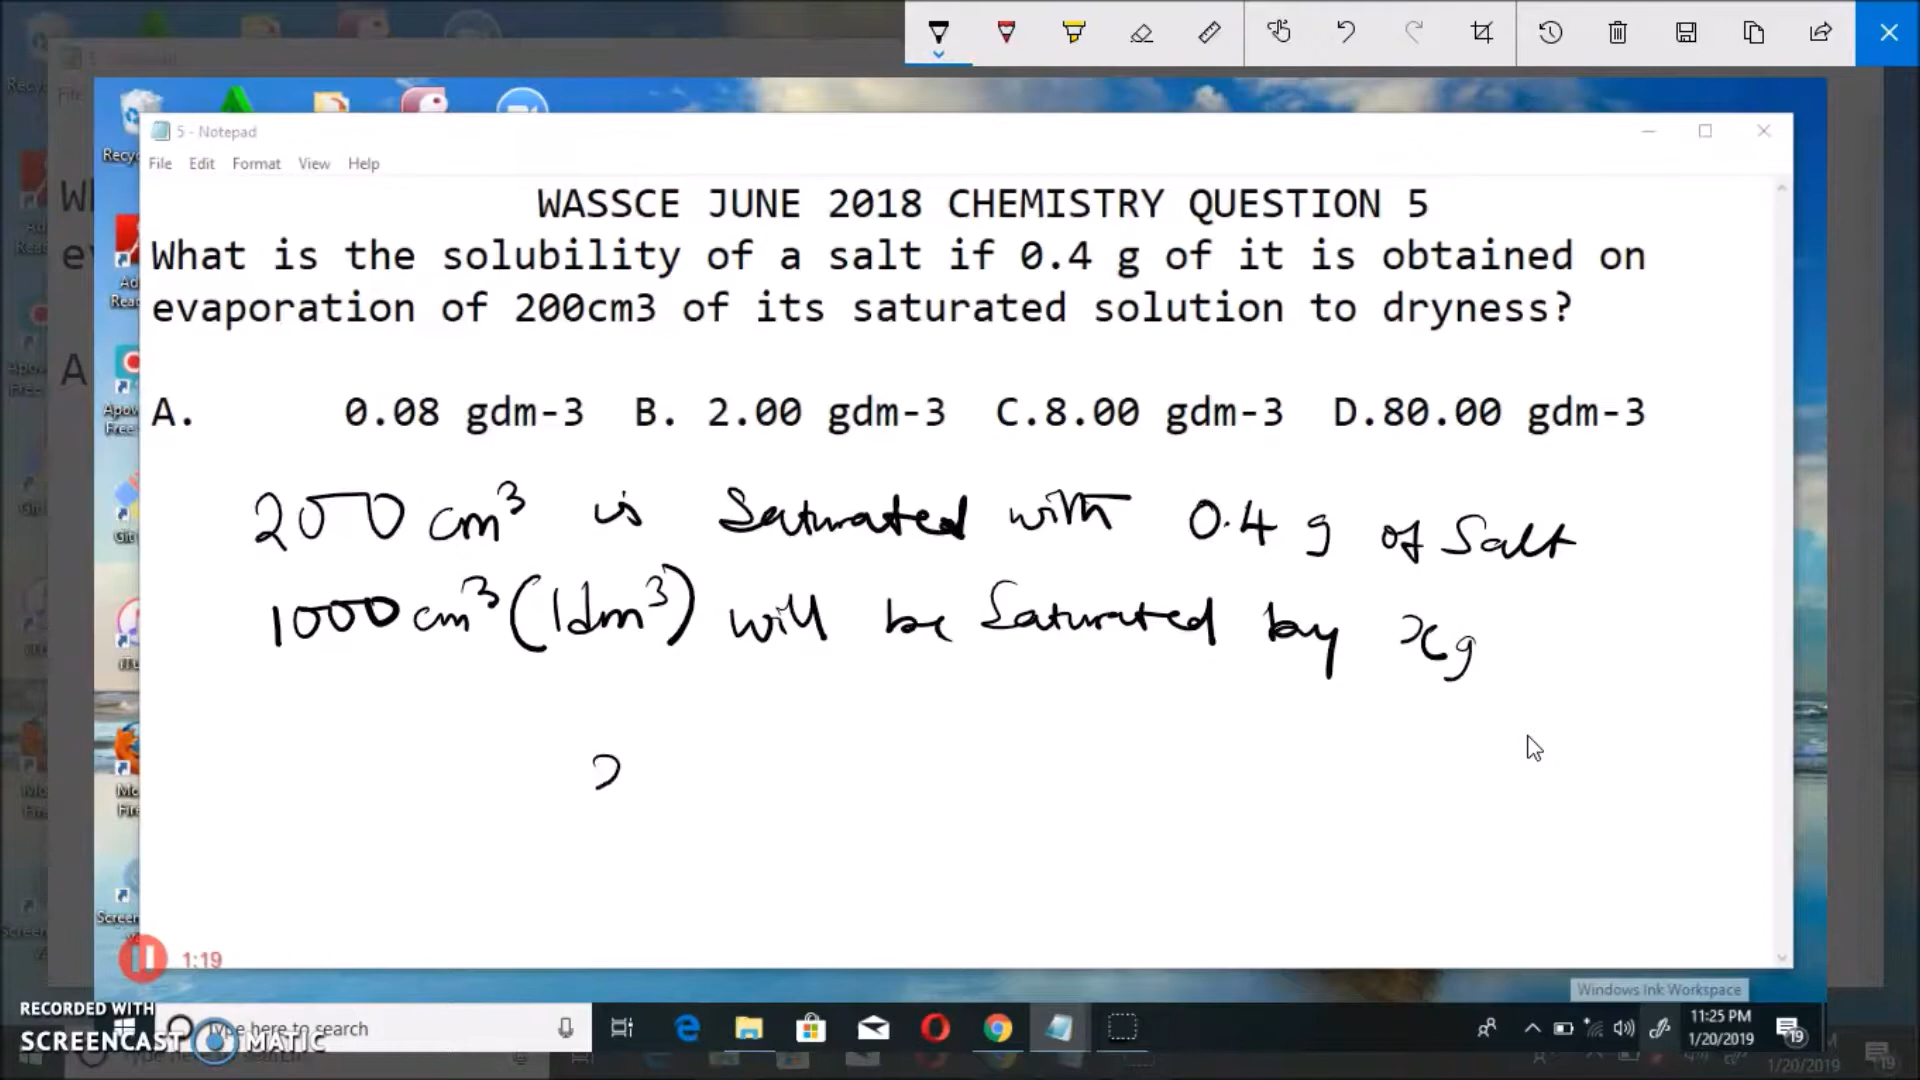 5 - Notepad
File Edit Format View Help
WASSCE JUNE 2018 CHEMISTRY QUESTION 5
What is the solubility of a salt if 0.4 g of it is obtained on
evaporation of 200cm3 of its saturated solution to dryness?
A. 0.08 gdm-3 B. 2.00 gdm-3 C.8.00 gdm-3 D.80.00 gdm-3
200 cm³ is Saturated with 0.4 g of Salt
1000 cm³ (1dm³) will be Saturated by xg
1:19
Windows Ink Workspace
RECORDED WITH
SCREENCAST MATIC
Type here to search
11:25 PM
1/20/2019
19
1/20/2019